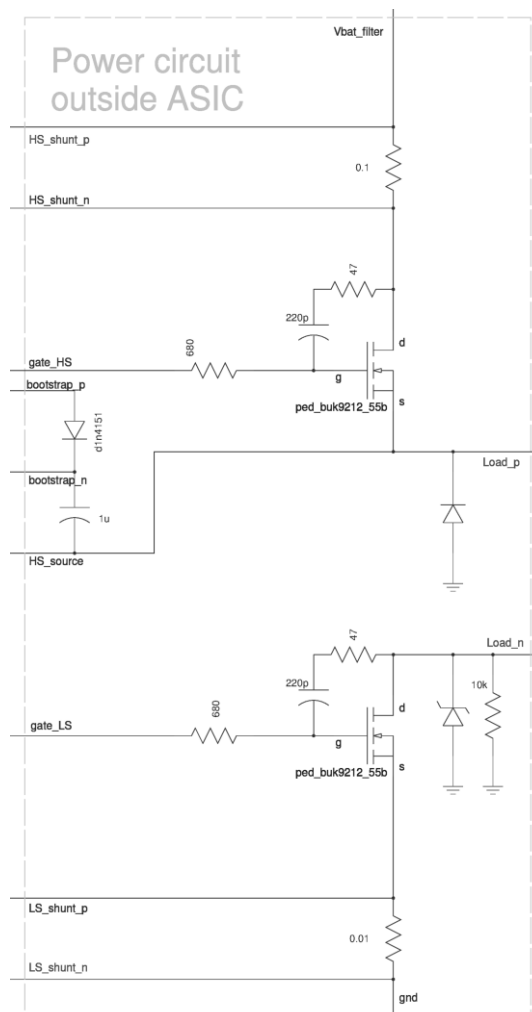 Vbat_filter
Power circuit
outside ASIC
HS_shunt_p
0.1
HS_shunt_n
47
220p
680
d
gate_HS
g
bootstrap_p
s
ped_buk9212_55b
d1n4151
Load_p
bootstrap_n
1u
HS_source
47
Load_n
220p
10k
680
d
gate_LS
g
s
ped_buk9212_55b
LS_shunt_p
0.01
LS_shunt_n
gnd